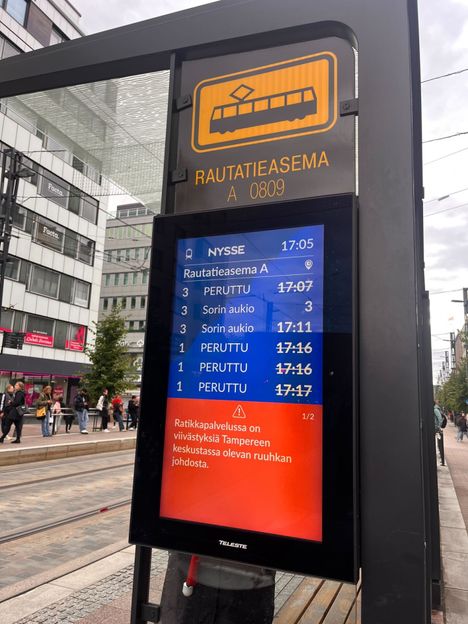 RAUTATIEASEMA
A 0809
NYSSE 17:05
Rautatieasema A
3 PERUTTU 17:07
3 Sorin aukio 3
3 Sorin aukio 17:11
1 PERUTTU 17:16
1 PERUTTU 17:16
1 PERUTTU 17:17
1/2
Ratikkapalvelussa on
viivästyksiä Tampereen
keskustassa olevan ruuhkan
johdosta.
TELESTE
Facta.
Facta.